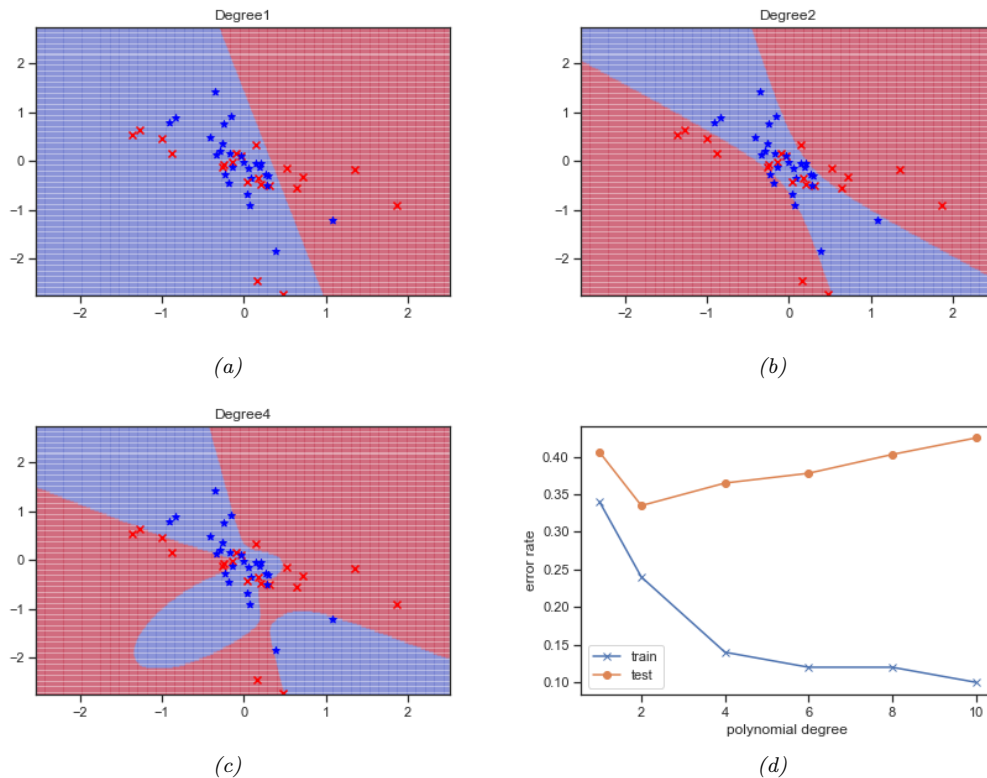 Degree1
2
1
0
−1
−2
−2 −1 0 1 2
(a)
Degree2
2
1
0
−1
−2
−2 −1 0 1 2
(b)
Degree4
2
1
0
−1
−2
−2 −1 0 1 2
(c)
0.40
0.35
0.30
0.25
0.20
0.15
0.10
error rate
train
test
2 4 6 8 10
polynomial degree
(d)